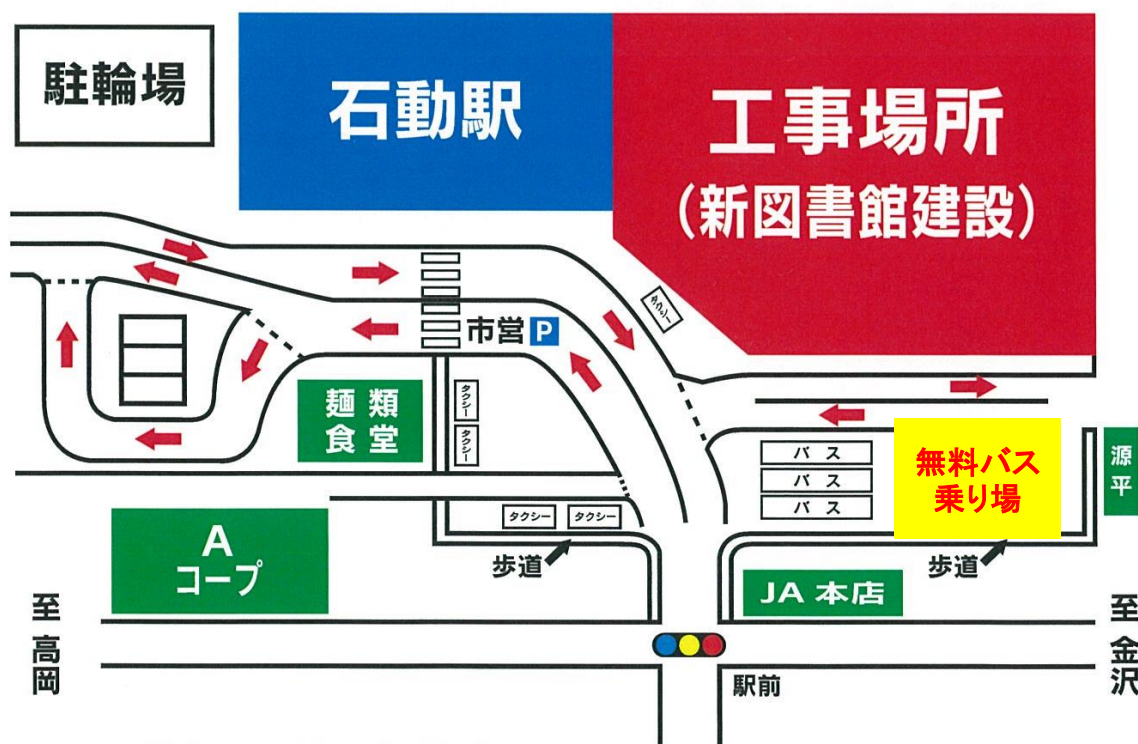 駐輪場
石動駅
工事場所
(新図書館建設)
タクシー
市営 P
麺類
食堂
タクシー
タクシー
バス
バス
バス
無料バス
乗り場
源平
タクシー
タクシー
A
コープ
歩道
歩道
JA 本店
至高岡
至金沢
駅前